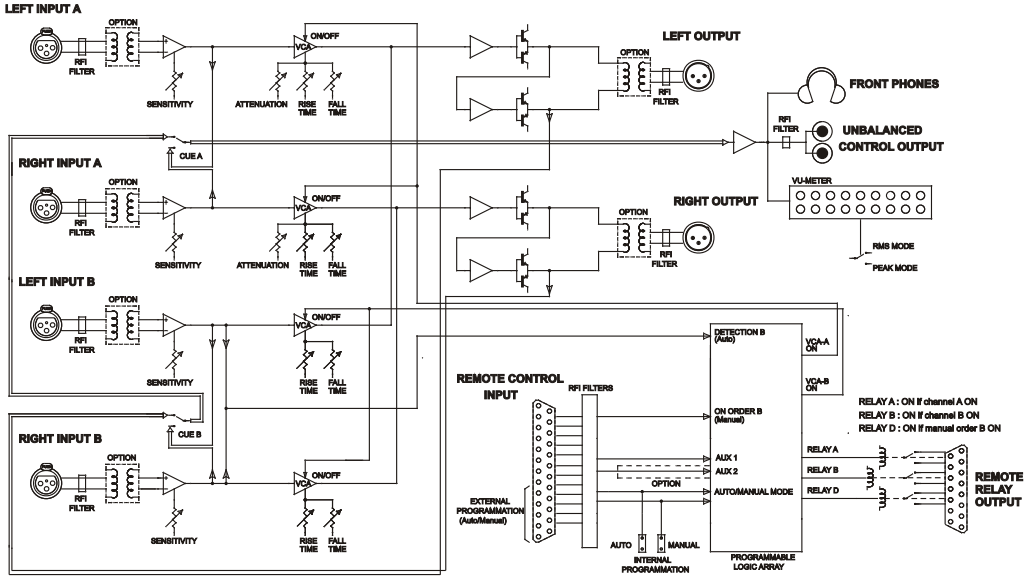 LEFT INPUT A
OPTION
RFI
FILTER
SENSITIVITY
ON/OFF
VCA
ATTENUATION
RISE
TIME
FALL
TIME
OPTION
RFI
FILTER
LEFT OUTPUT
FRONT PHONES
RFI
FILTER
UNBALANCED
CONTROL OUTPUT
CUE A
RIGHT INPUT A
OPTION
RFI
FILTER
SENSITIVITY
ON/OFF
VCA
ATTENUATION
RISE
TIME
FALL
TIME
RIGHT OUTPUT
OPTION
RFI
FILTER
VU-METER
RMS MODE
PEAK MODE
LEFT INPUT B
OPTION
RFI
FILTER
SENSITIVITY
ON/OFF
VCA
RISE
TIME
FALL
TIME
CUE B
RIGHT INPUT B
OPTION
RFI
FILTER
SENSITIVITY
ON/OFF
VCA
RISE
TIME
FALL
TIME
REMOTE CONTROL
INPUT
RFI FILTERS
EXTERNAL
PROGRAMMATION
(Auto/Manual)
OPTION
AUTO
MANUAL
INTERNAL
PROGRAMMATION
DETECTION B
(Auto)
ON ORDER B
(Manual)
AUX 1
AUX 2
AUTO/MANUAL MODE
VCA-A
ON
VCA-B
ON
PROGRAMMABLE
LOGIC ARRAY
RELAY A : ON if channel A ON
RELAY B : ON if channel B ON
RELAY D : ON if manual order B ON
RELAY A
RELAY B
RELAY D
REMOTE
RELAY
OUTPUT